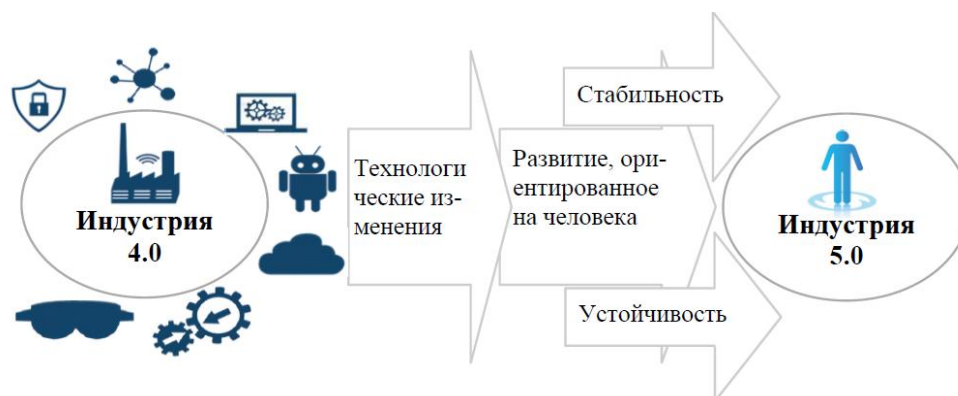 Индустрия
4.0
Технологи
ческие из-
менения
Стабильность
Развитие, ори-
ентированное
на человека
Устойчивость
Индустрия
5.0